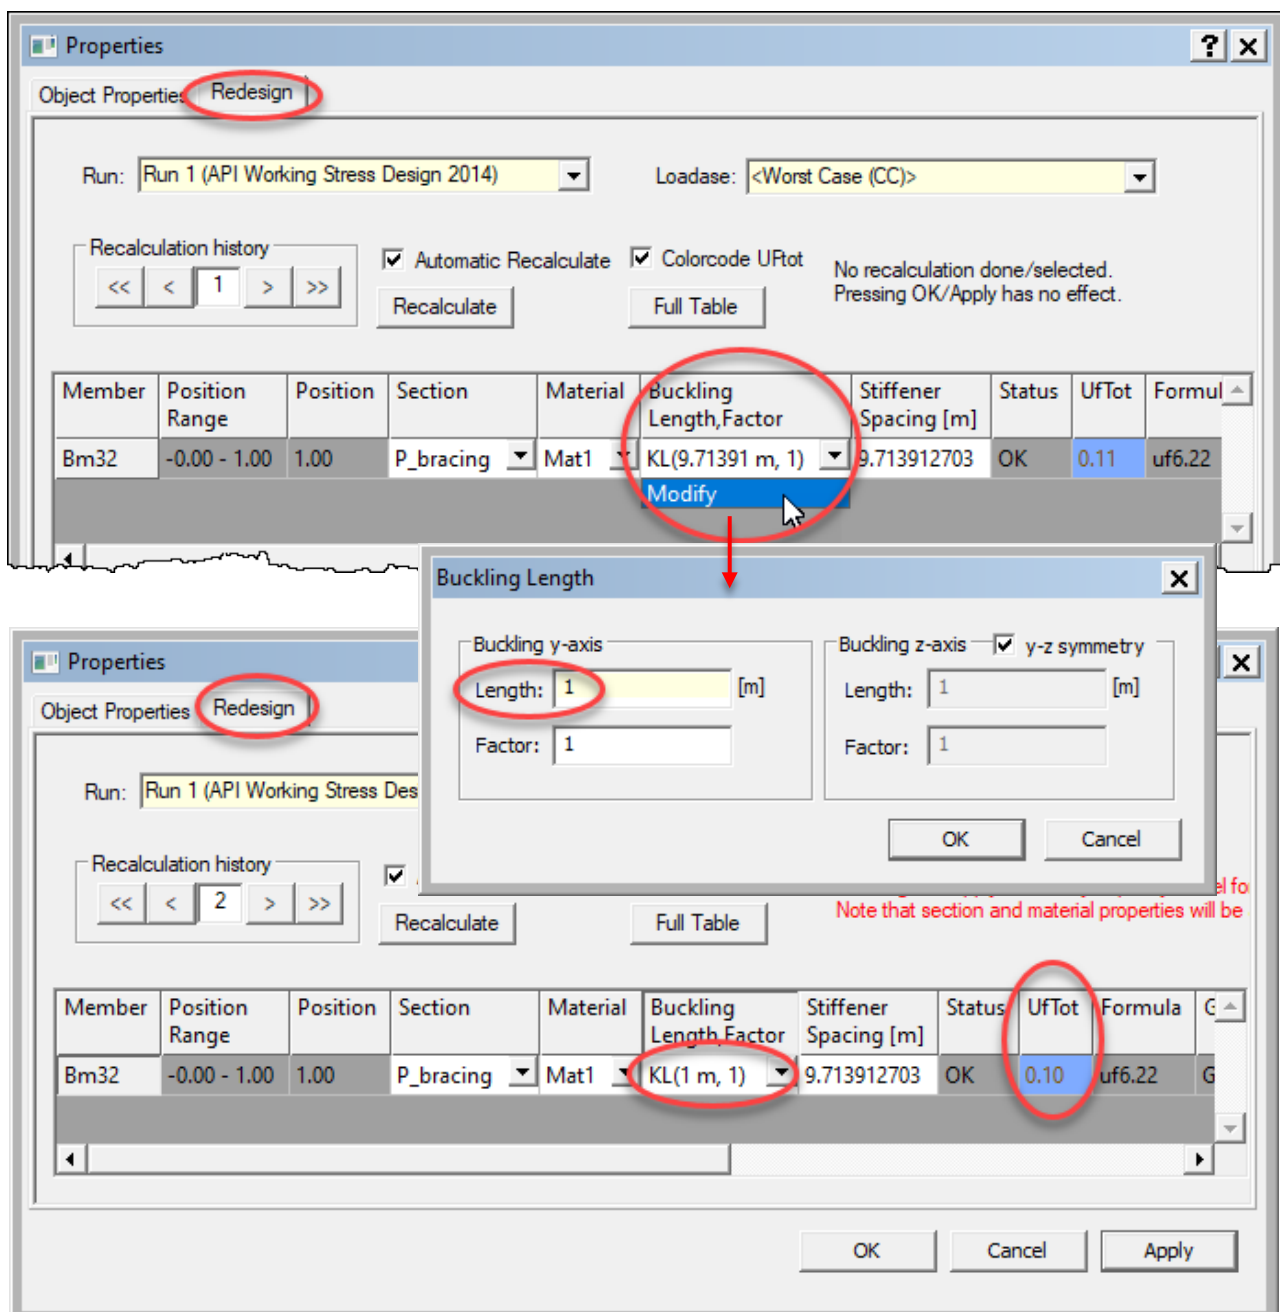 Properties
Object Properties Redesign
Run: Run 1 (API Working Stress Design 2014) Loadase: <Worst Case (CC)>
Recalculation history
<< < 1 > >>
Automatic Recalculate Colorcode UFtot
Recalculate Full Table
No recalculation done/selected.
Pressing OK/Apply has no effect.
Member Position Range Position Section Material Buckling Length,Factor Stiffener Spacing [m] Status UfTot Formul
Bm32 -0.00 - 1.00 1.00 P_bracing Mat1 KL(9.71391 m, 1) 9.713912703 OK 0.11 uf6.22
Modify
Buckling Length
Buckling y-axis Buckling z-axis y-z symmetry
Length: 1 [m] Length: 1 [m]
Factor: 1 Factor: 1
OK Cancel
Properties
Object Properties Redesign
Run: Run 1 (API Working Stress Des
Recalculation history
<< < 2 > >>
Recalculate Full Table
el fo
Note that section and material properties will be
Member Position Range Position Section Material Buckling Length,Factor Stiffener Spacing [m] Status UfTot Formula G
Bm32 -0.00 - 1.00 1.00 P_bracing Mat1 KL(1 m, 1) 9.713912703 OK 0.10 uf6.22 G
OK Cancel Apply